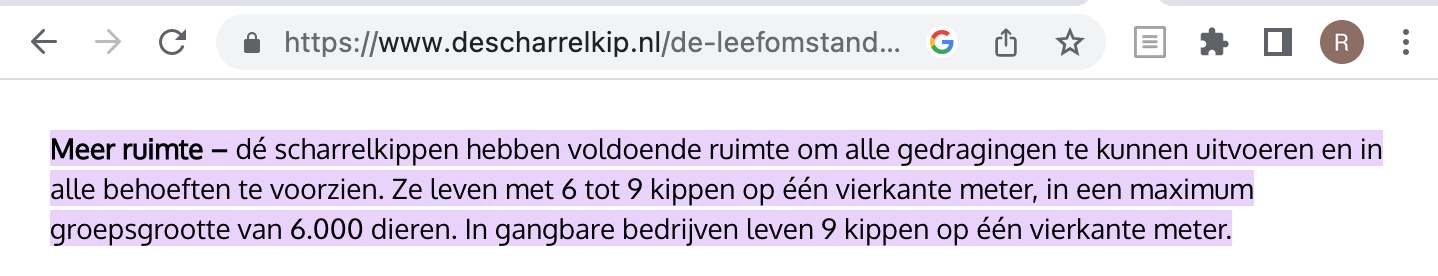 https://www.descharrelkip.nl/de-leefomstand...
R
Meer ruimte – dé scharrelkippen hebben voldoende ruimte om alle gedragingen te kunnen uitvoeren en in
alle behoeften te voorzien. Ze leven met 6 tot 9 kippen op één vierkante meter, in een maximum
groepsgrootte van 6.000 dieren. In gangbare bedrijven leven 9 kippen op één vierkante meter.